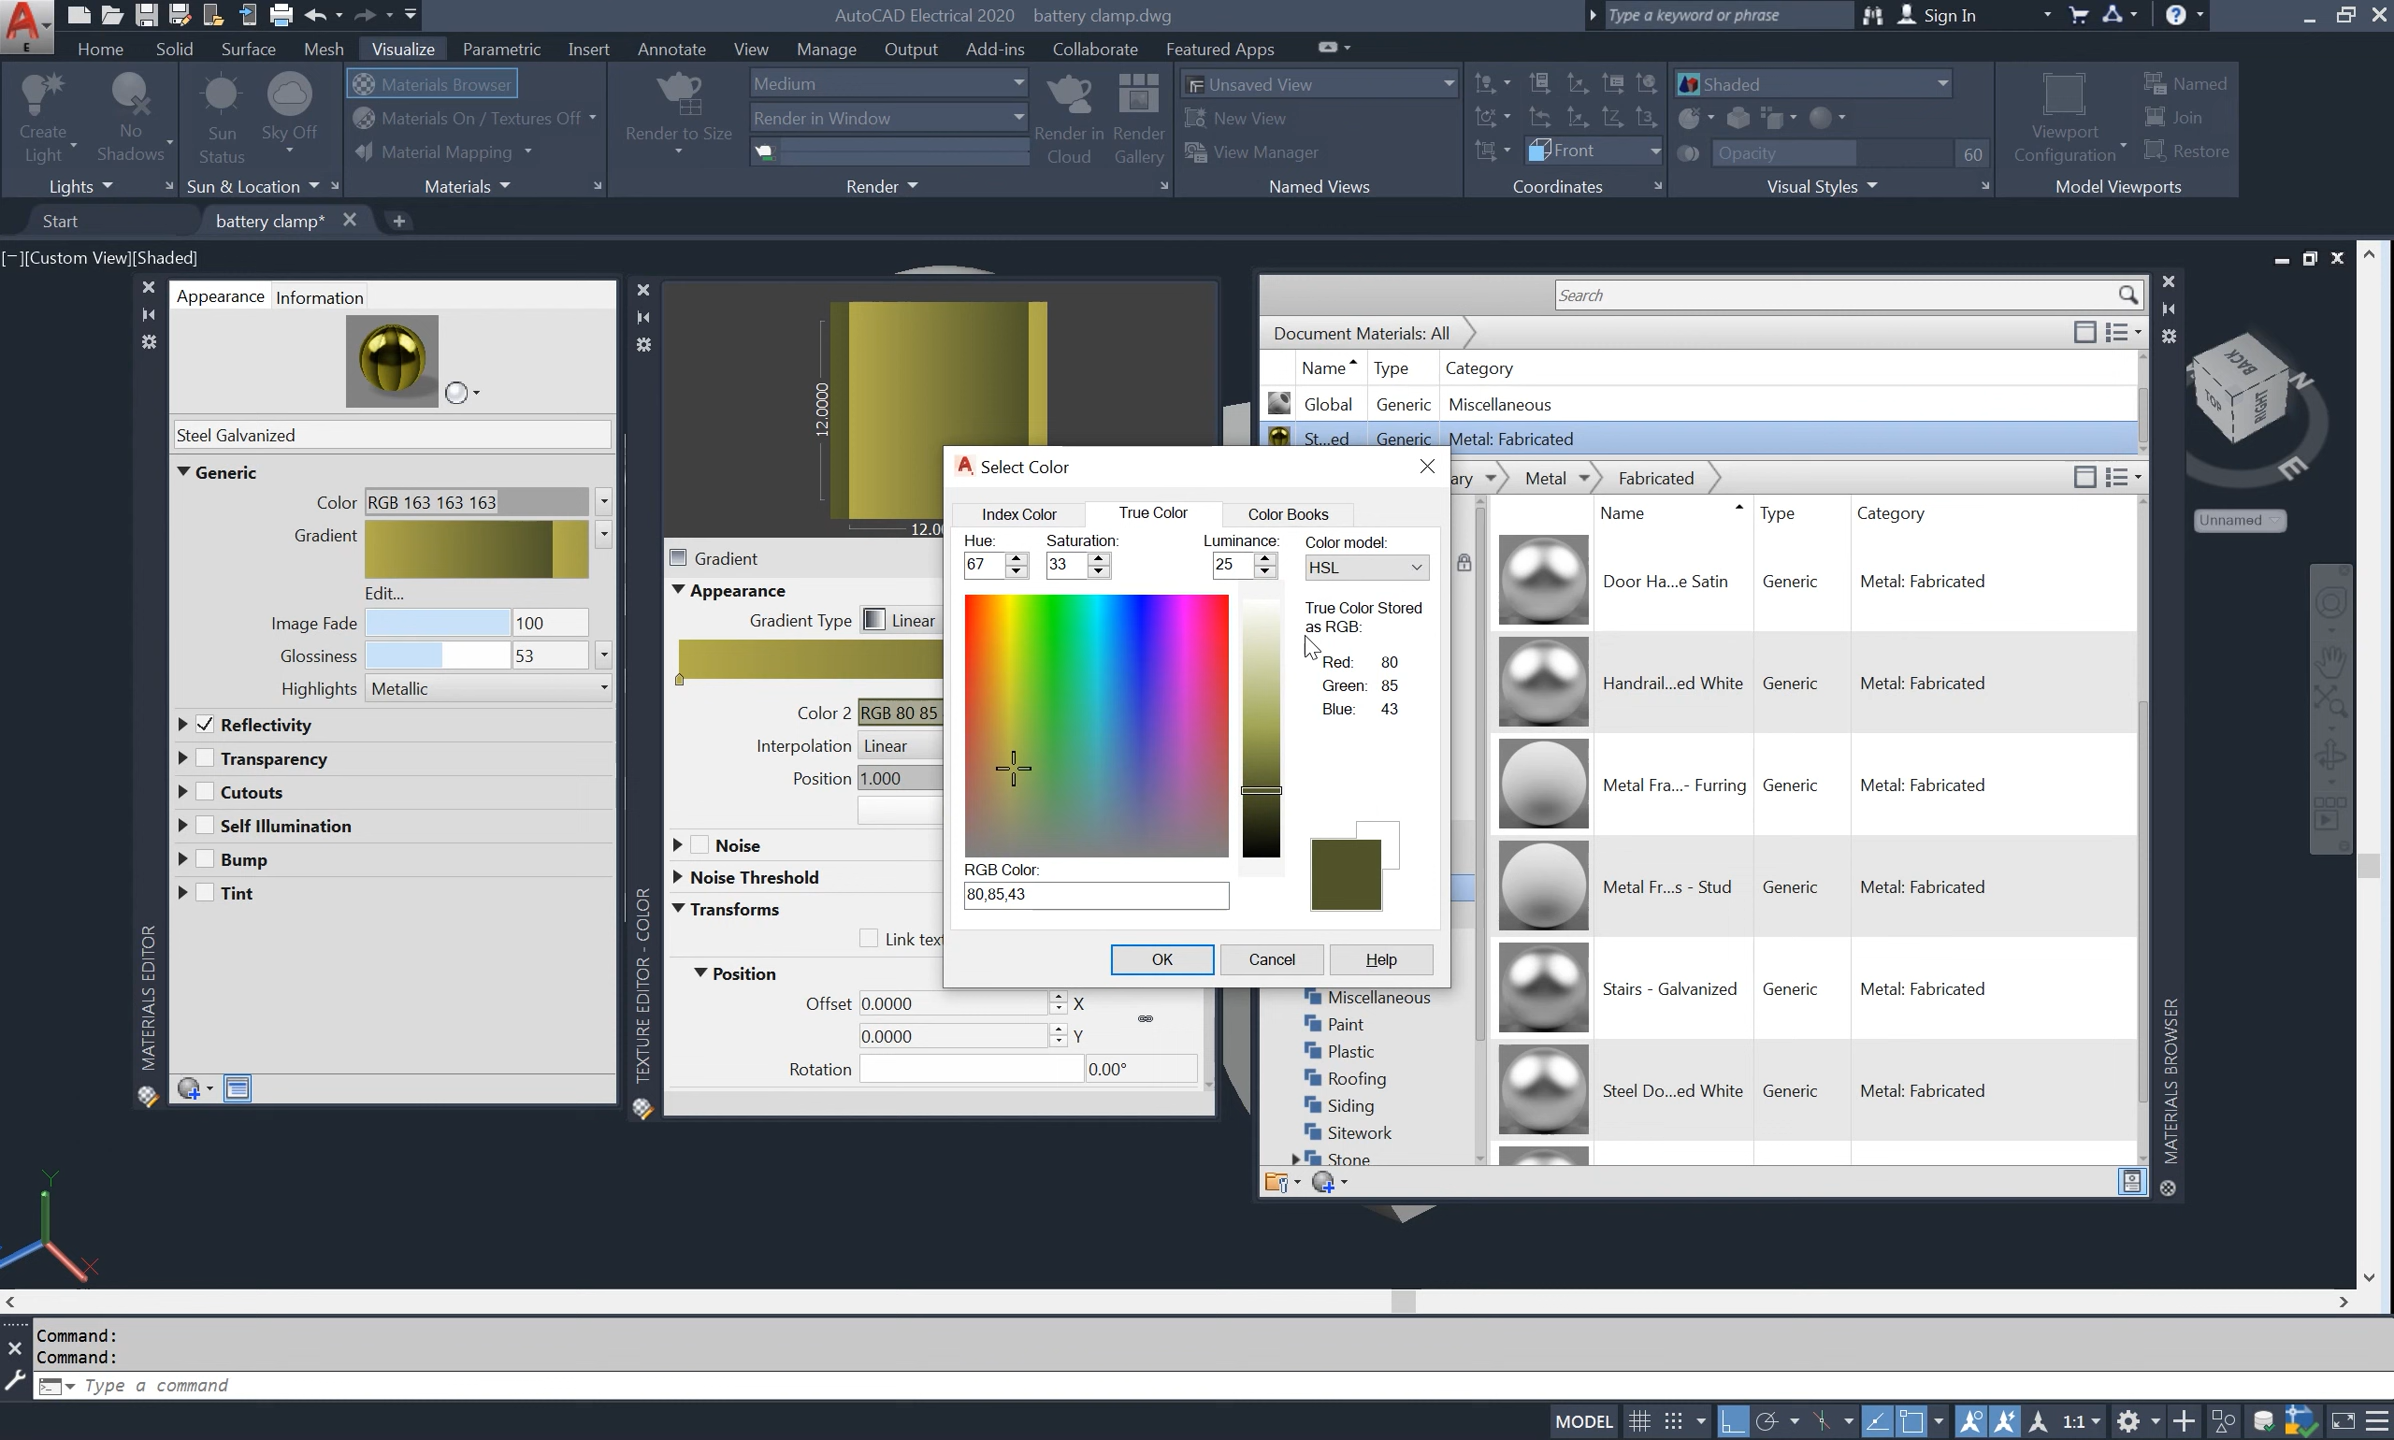 AutoCAD Electrical 2020 battery clamp.dwg
Type a keyword or phrase
Sign In
E
Home Solid Surface Mesh Visualize Parametric Insert Annotate View Manage Output Add-ins Collaborate Featured Apps
Create Light
No Shadows
Lights
Sun Status
Sky Off
Sun & Location
Materials Browser
Materials On / Textures Off
Material Mapping
Materials
Render to Size
Medium
Render in Window
Render in Cloud
Render Gallery
Render
Unsaved View
New View
View Manager
Named Views
Front
Coordinates
Shaded
Opacity 60
Visual Styles
Viewport Configuration
Named
Join
Restore
Model Viewports
Start
battery clamp*
[−][Custom View][Shaded]
Appearance Information
Steel Galvanized
Generic
Color RGB 163 163 163
Gradient
Edit...
Image Fade 100
Glossiness 53
Highlights Metallic
Reflectivity
Transparency
Cutouts
Self Illumination
Bump
Tint
MATERIALS EDITOR
12.0000
12.00
Gradient
Appearance
Gradient Type Linear
Color 2 RGB 80 85
Interpolation Linear
Position 1.000
Noise
Noise Threshold
Transforms
Link text
Position
Offset 0.0000 X
0.0000 Y
Rotation 0.00°
TEXTURE EDITOR - COLOR
Select Color
Index Color True Color Color Books
Hue: Saturation: Luminance: Color model:
67 33 25 HSL
True Color Stored
as RGB:
Red: 80
Green: 85
Blue: 43
RGB Color:
80,85,43
OK Cancel Help
Search
Document Materials: All
Name Type Category
Global Generic Miscellaneous
St...ed Generic Metal: Fabricated
ary Metal Fabricated
Name Type Category
Door Ha...e Satin Generic Metal: Fabricated
Handrail...ed White Generic Metal: Fabricated
Metal Fra...- Furring Generic Metal: Fabricated
Metal Fr...s - Stud Generic Metal: Fabricated
Stairs - Galvanized Generic Metal: Fabricated
Steel Do...ed White Generic Metal: Fabricated
Miscellaneous
Paint
Plastic
Roofing
Siding
Sitework
Stone
MATERIALS BROWSER
BACK
TOP
RIGHT
N
E
Unnamed
Y
X
Command:
Command:
Type a command
MODEL
1:1